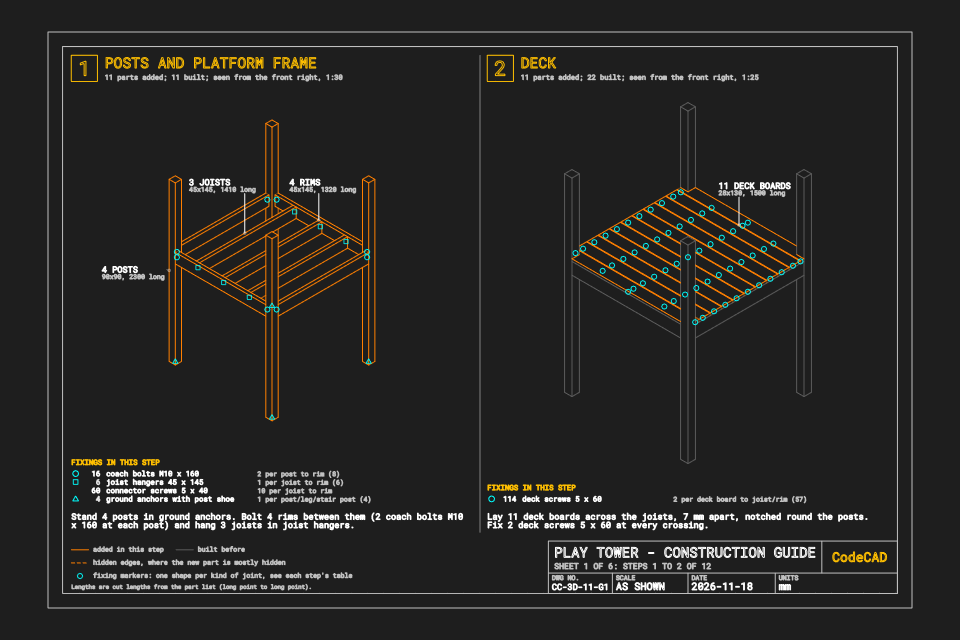 1 POSTS AND PLATFORM FRAME
11 parts added; 11 built; seen from the front right, 1:30
3 JOISTS
45x145, 1410 long
4 RIMS
45x145, 1320 long
4 POSTS
90x90, 2300 long
FIXINGS IN THIS STEP
16 coach bolts M10 x 160 2 per post to rim (8)
6 joist hangers 45 x 145 1 per joist to rim (6)
60 connector screws 5 x 40 10 per joist to rim
4 ground anchors with post shoe 1 per post/leg/stair post (4)
Stand 4 posts in ground anchors. Bolt 4 rims between them (2 coach bolts M10
x 160 at each post) and hang 3 joists in joist hangers.
added in this step built before
hidden edges, where the new part is mostly hidden
fixing markers: one shape per kind of joint, see each step's table
Lengths are cut lengths from the part list (long point to long point).
2 DECK
11 parts added; 22 built; seen from the front right, 1:25
11 DECK BOARDS
28x130, 1500 long
FIXINGS IN THIS STEP
114 deck screws 5 x 60 2 per deck board to joist/rim (57)
Lay 11 deck boards across the joists, 7 mm apart, notched round the posts.
Fix 2 deck screws 5 x 60 at every crossing.
PLAY TOWER - CONSTRUCTION GUIDE
SHEET 1 OF 6: STEPS 1 TO 2 OF 12
CodeCAD
DWG NO. SCALE DATE UNITS
CC-3D-11-G1 AS SHOWN 2026-11-18 mm